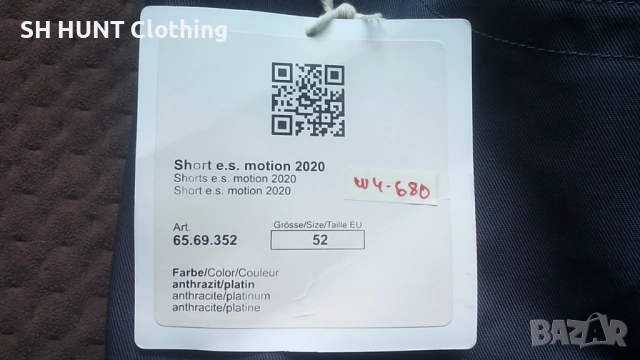 SH HUNT Clothing
Short e.s. motion 2020
Shorts e.s. motion 2020
Short e.s. motion 2020
W4-680
Art.
65.69.352
Grösse/Size/Taille EU
52
Farbe/Color/Couleur
anthrazit/platin
anthracite/platinum
anthracite/platine
BAZAR